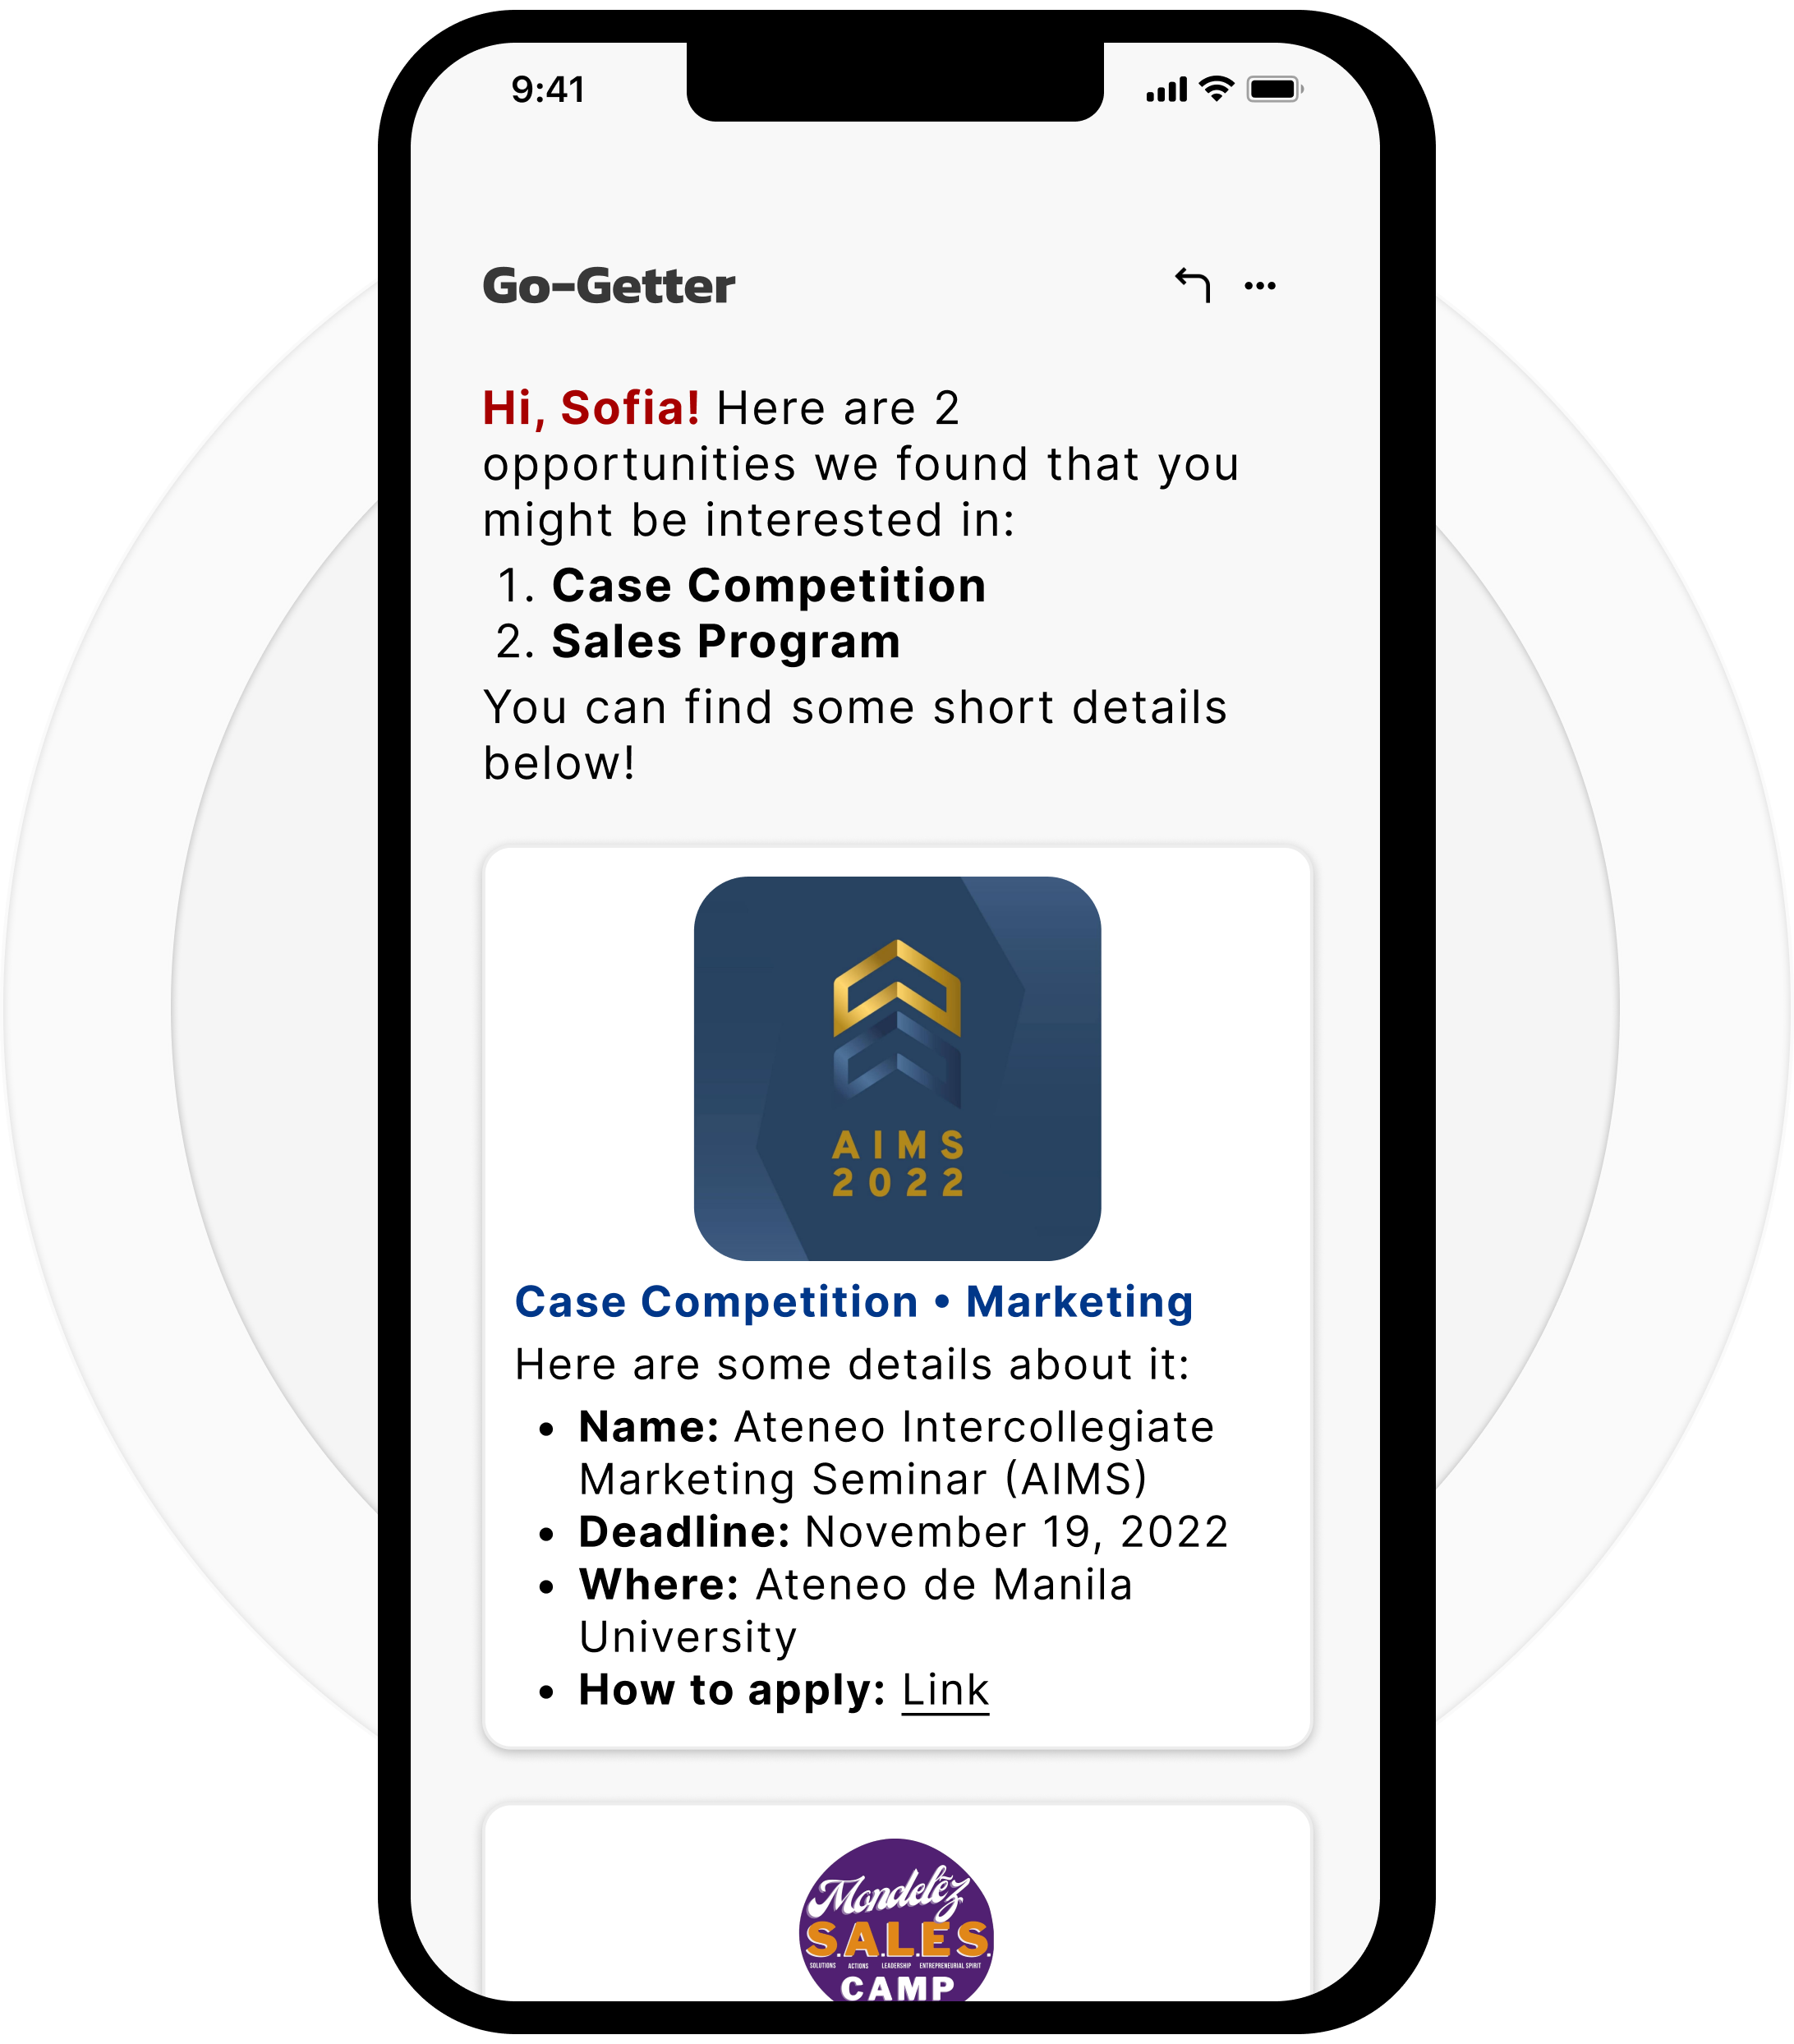 9:41
Go-Getter
Hi, Sofia! Here are 2
opportunities we found that you
might be interested in:
1. Case Competition
2. Sales Program
You can find some short details
below!
AIMS
2022
Case Competition • Marketing
Here are some details about it:
• Name: Ateneo Intercollegiate
Marketing Seminar (AIMS)
• Deadline: November 19, 2022
• Where: Ateneo de Manila
University
• How to apply: Link
Mondelēz
S.A.L.E.S.
SOLUTIONS ACTIONS LEADERSHIP ENTREPRENEURIAL SPIRIT
CAMP